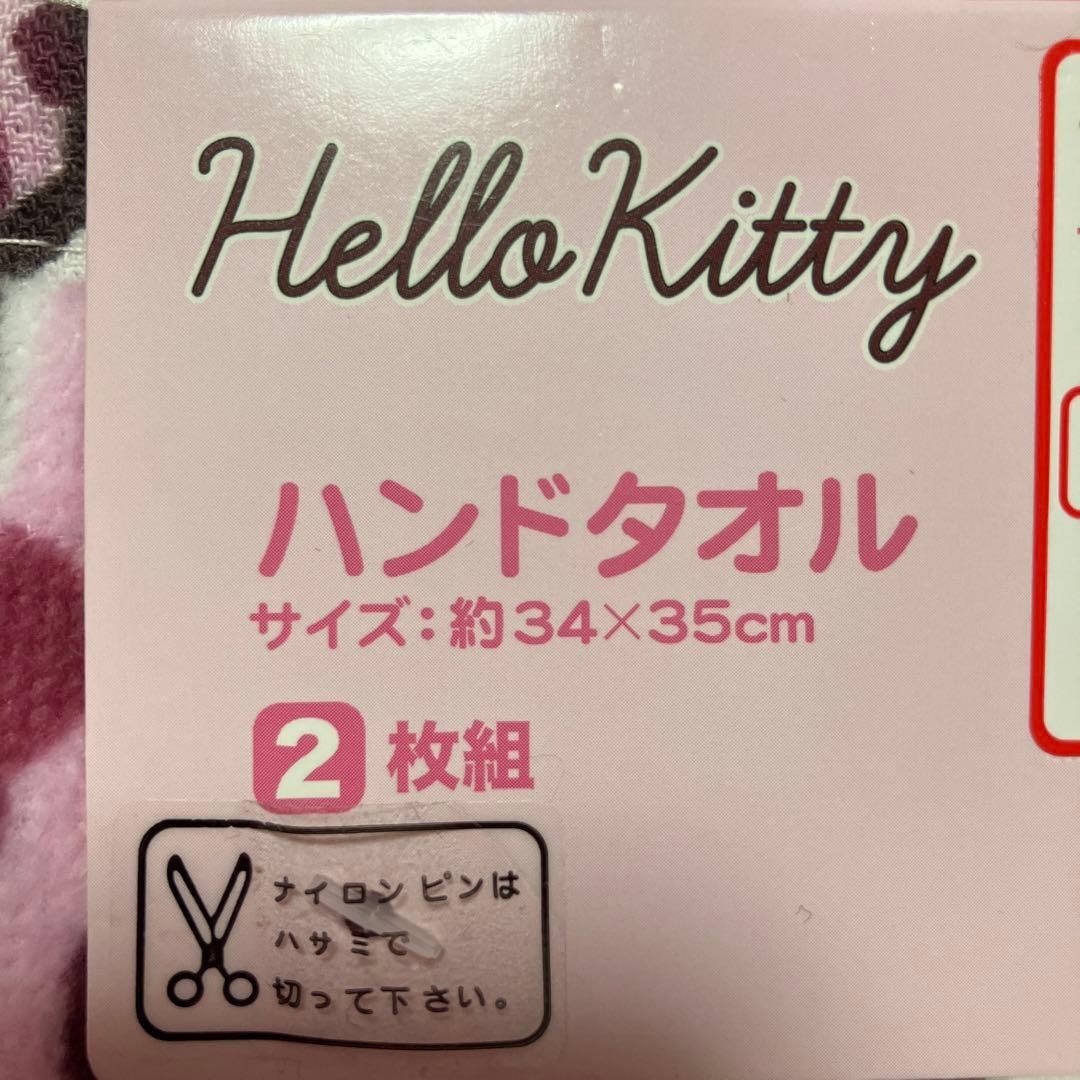 Hello Kitty
ハンドタオル
サイズ：約34×35cm
2枚組
ナイロンピンは
ハサミで
切って下さい。